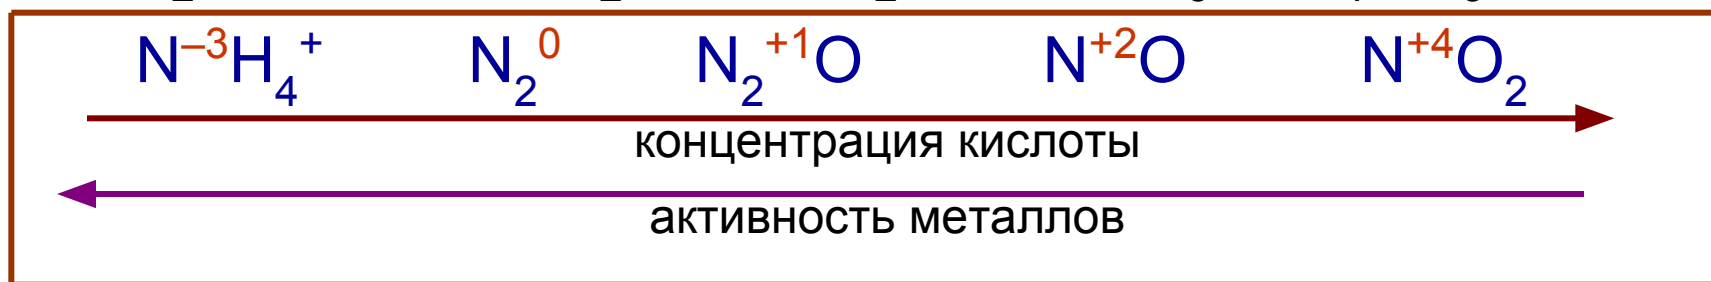 N⁻³H₄⁺ N₂⁰ N₂⁺¹O N⁺²O N⁺⁴O₂
концентрация кислоты
активность металлов